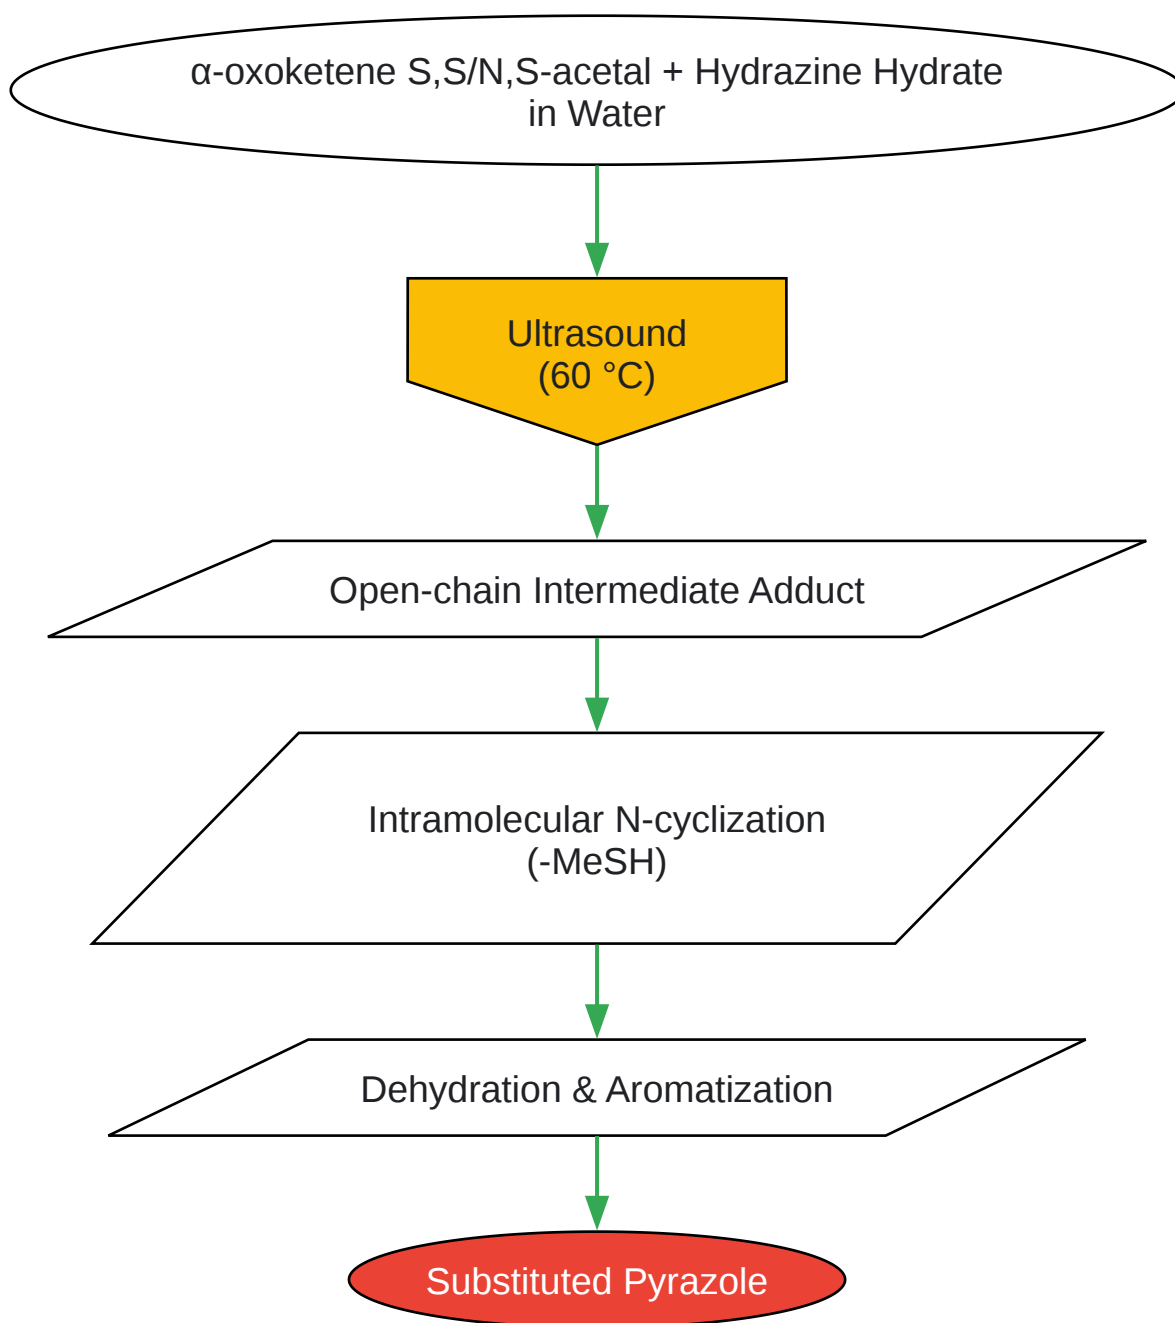 α-oxoketene S,S/N,S-acetal + Hydrazine Hydrate
in Water
Ultrasound
(60 °C)
Open-chain Intermediate Adduct
Intramolecular N-cyclization
(-MeSH)
Dehydration & Aromatization
Substituted Pyrazole